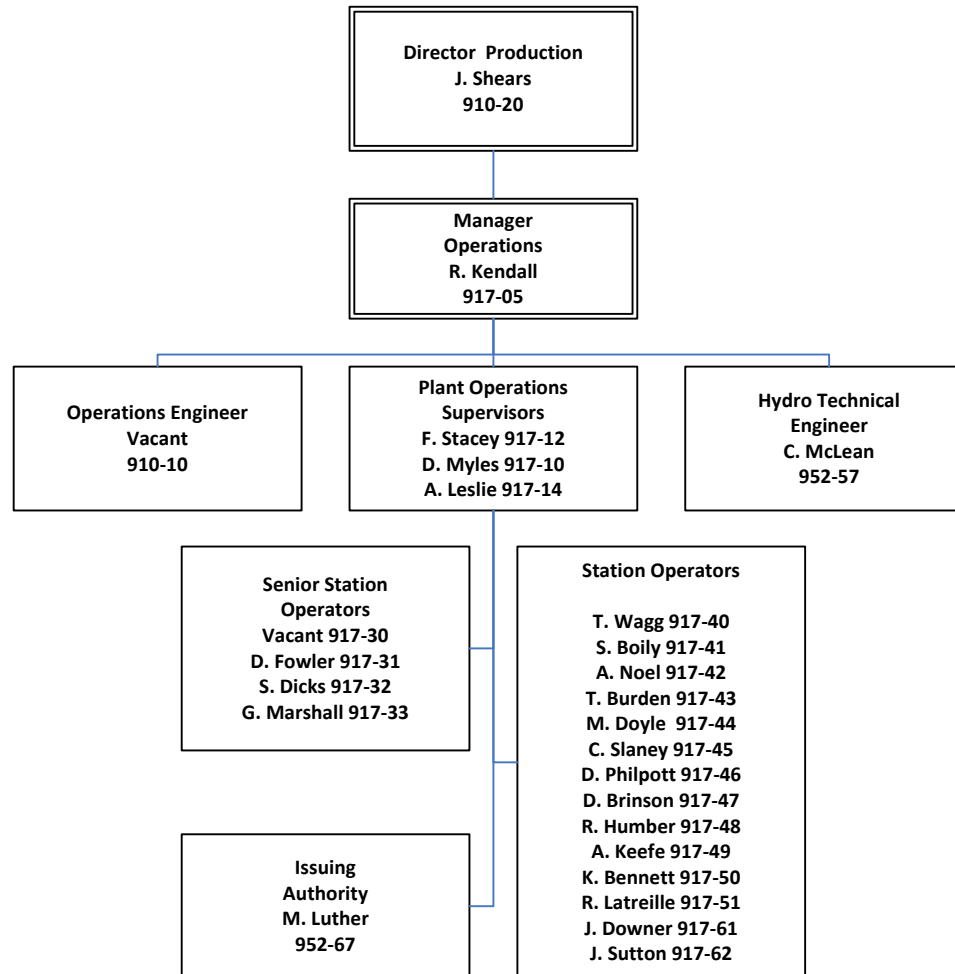 Director Production
J. Shears
910-20
Manager
Operations
R. Kendall
917-05
Operations Engineer
Vacant
910-10
Plant Operations
Supervisors
F. Stacey 917-12
D. Myles 917-10
A. Leslie 917-14
Hydro Technical
Engineer
C. McLean
952-57
Senior Station
Operators
Vacant 917-30
D. Fowler 917-31
S. Dicks 917-32
G. Marshall 917-33
Station Operators
T. Wagg 917-40
S. Boily 917-41
A. Noel 917-42
T. Burden 917-43
M. Doyle 917-44
C. Slaney 917-45
D. Philpott 917-46
D. Brinson 917-47
R. Humber 917-48
A. Keefe 917-49
K. Bennett 917-50
R. Latreille 917-51
J. Downer 917-61
J. Sutton 917-62
Issuing
Authority
M. Luther
952-67